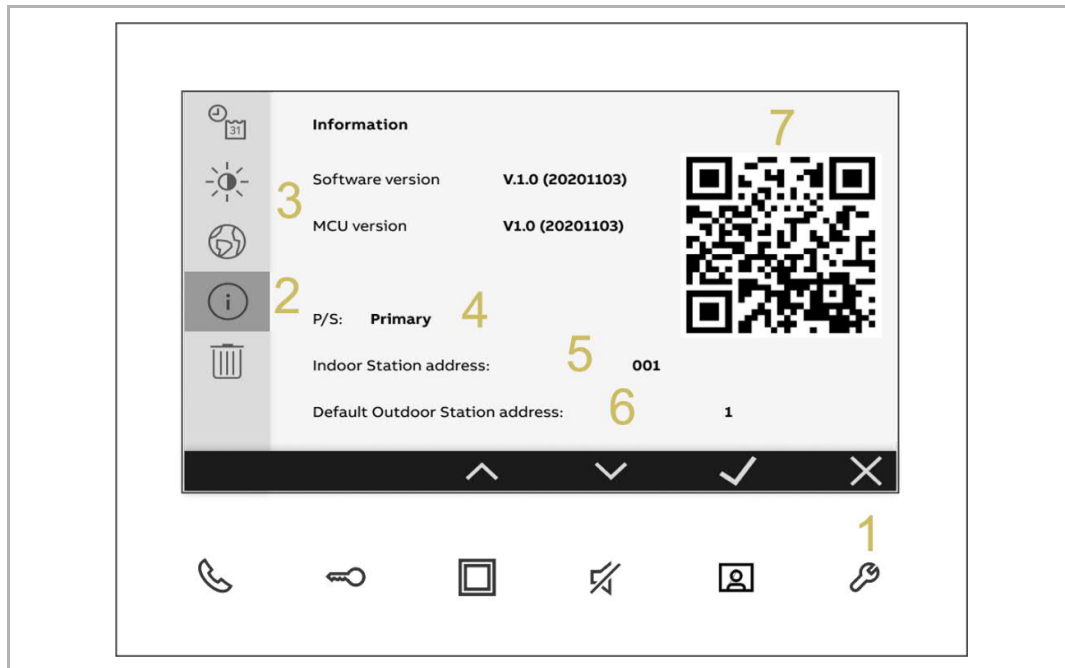 31
7
Information
Software version V.1.0 (20201103)
3
MCU version V1.0 (20201103)
i
2
P/S: Primary 4
Indoor Station address: 5 001
Default Outdoor Station address: 6 1
1